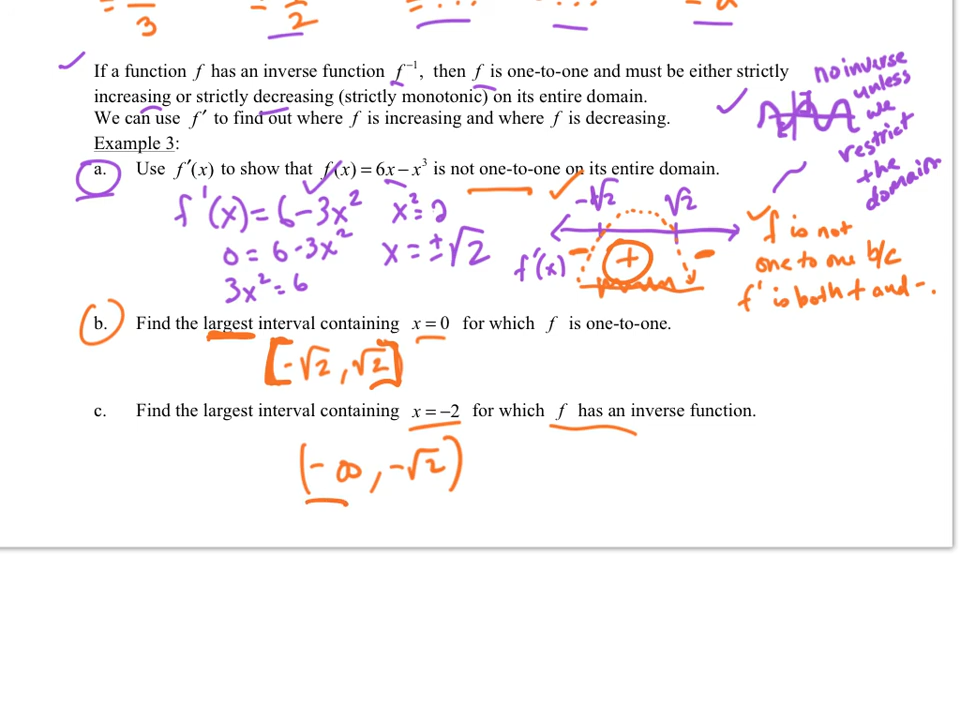 3
2
If a function f has an inverse function f⁻¹, then f is one-to-one and must be either strictly
increasing or strictly decreasing (strictly monotonic) on its entire domain.
We can use f′ to find out where f is increasing and where f is decreasing.
no inverse
unless
we
restrict
the
domain
Example 3:
a. Use f′(x) to show that f(x) = 6x − x³ is not one-to-one on its entire domain.
f'(x) = 6-3x² x² = 2
0 = 6-3x² x = ±√2
3x² = 6
-√2 √2
f'(x) - + -
f is not
one to one b/c
f' is both + and -.
b. Find the largest interval containing x = 0 for which f is one-to-one.
[-√2, √2]
c. Find the largest interval containing x = −2 for which f has an inverse function.
(-∞, -√2)